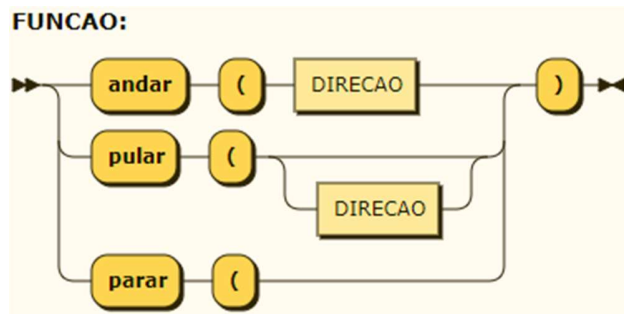 FUNCAO:
andar ( DIRECAO )
pular (
DIRECAO
parar (